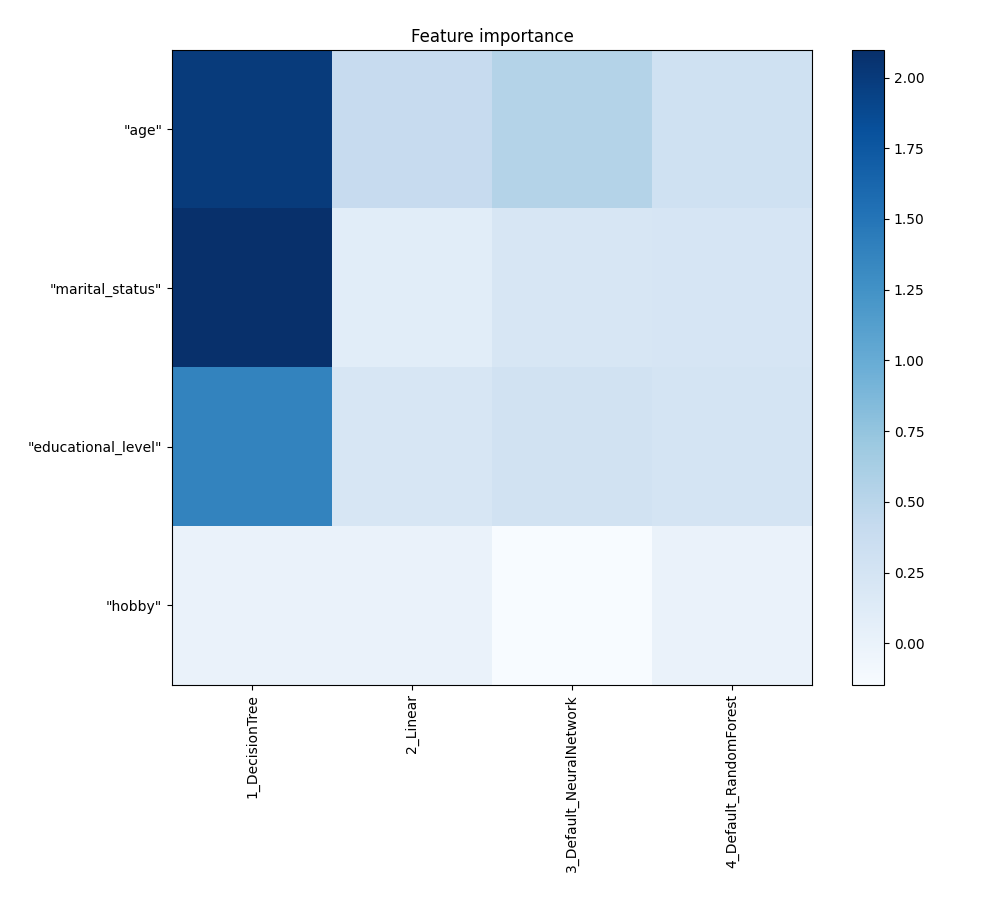 Feature importance
"age"
"marital_status"
"educational_level"
"hobby"
1_DecisionTree
2_Linear
3_Default_NeuralNetwork
4_Default_RandomForest
2.00
1.75
1.50
1.25
1.00
0.75
0.50
0.25
0.00